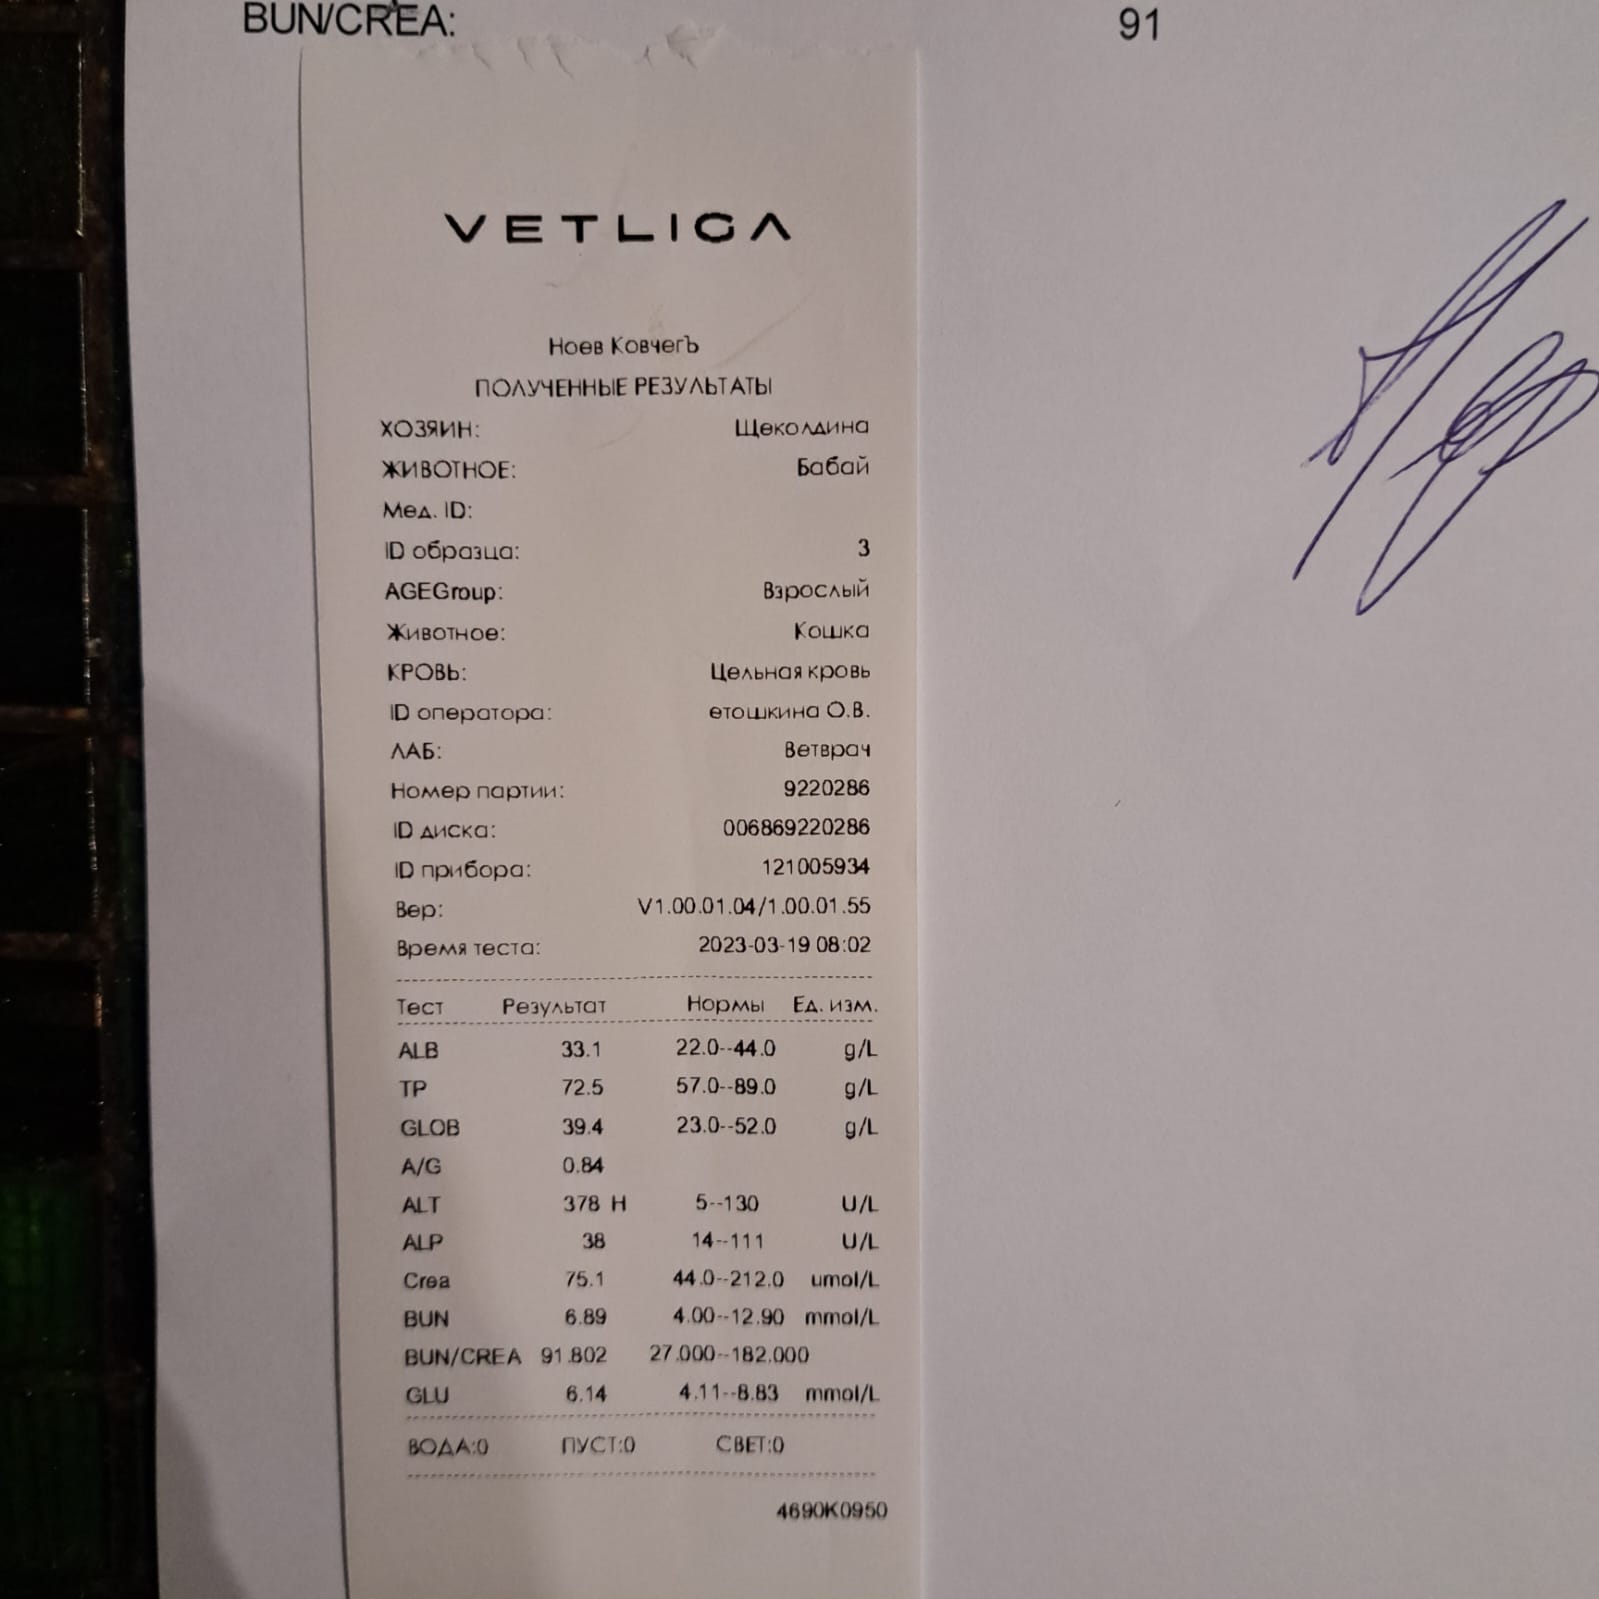 BUN/CREA: 91
VETLIGA
Ноев КовчегЪ
ПОЛУЧЕННЫЕ РЕЗУЛЬТАТЫ
ХОЗЯИН: Щеколдина
ЖИВОТНОЕ: Бабай
Мед. ID:
ID образца: 3
AGEGroup: Взрослый
Животное: Кошка
КРОВЬ: Цельная кровь
ID оператора: етошкина О.В.
ЛАБ: Ветврач
Номер партии: 9220286
ID диска: 006869220286
ID прибора: 121005934
Вер: V1.00.01.04/1.00.01.55
Время теста: 2023-03-19 08:02
Тест Результат Нормы Ед. изм.
ALB 33.1 22.0--44.0 g/L
TP 72.5 57.0--89.0 g/L
GLOB 39.4 23.0--52.0 g/L
A/G 0.84
ALT 378 H 5--130 U/L
ALP 38 14--111 U/L
Crea 75.1 44.0--212.0 umol/L
BUN 6.89 4.00--12.90 mmol/L
BUN/CREA 91.802 27.000--182.000
GLU 6.14 4.11--8.83 mmol/L
ВОДА:0 ПУСТ:0 СВЕТ:0
4690K0950